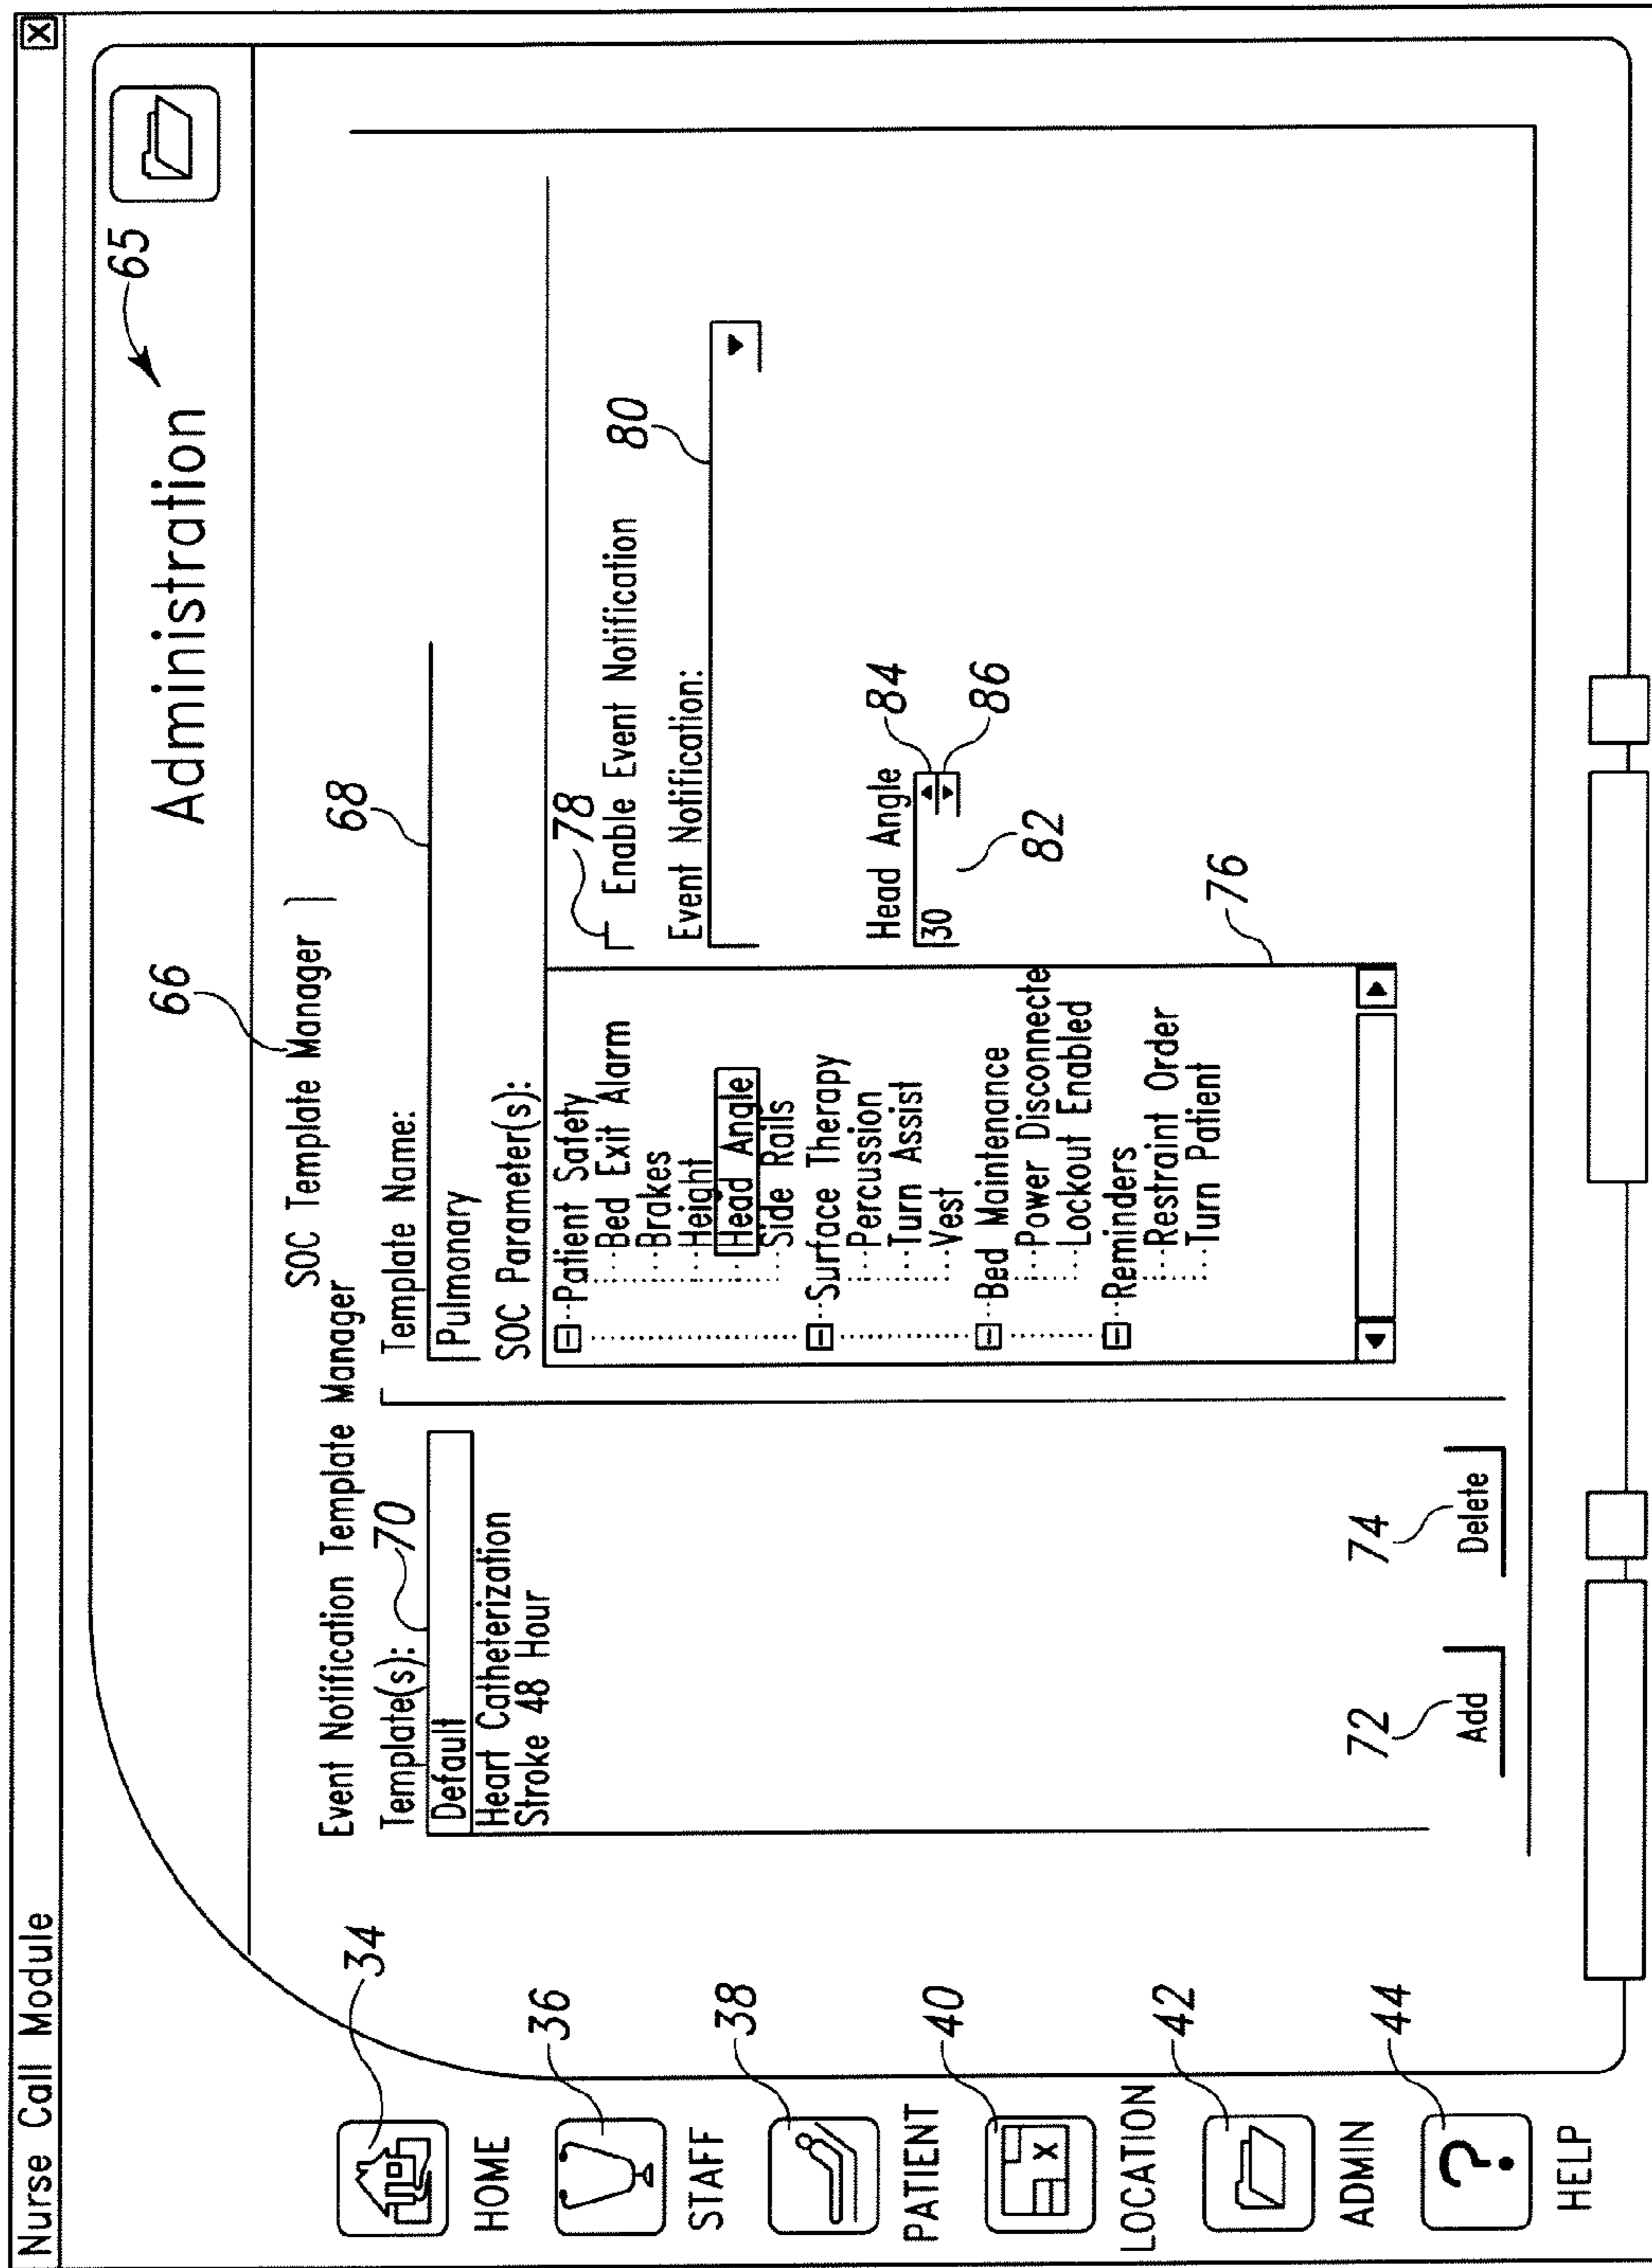 Nurse Call Module
X
Administration
65
66
SOC Template Manager
Event Notification Template Manager
Template(s):
70
Default
Heart Catheterization
Stroke 48 Hour
72
Add
74
Delete
Template Name:
68
Pulmonary
SOC Parameter(s):
Patient Safety
Bed Exit Alarm
Brakes
Height
Head Angle
Side Rails
Surface Therapy
Percussion
Turn Assist
Vest
Bed Maintenance
Power Disconnecte
Lockout Enabled
Reminders
Restraint Order
Turn Patient
76
78
Enable Event Notification
Event Notification:
80
Head Angle
30
84
86
82
34
HOME
36
STAFF
38
PATIENT
40
X
LOCATION
42
ADMIN
44
?
HELP